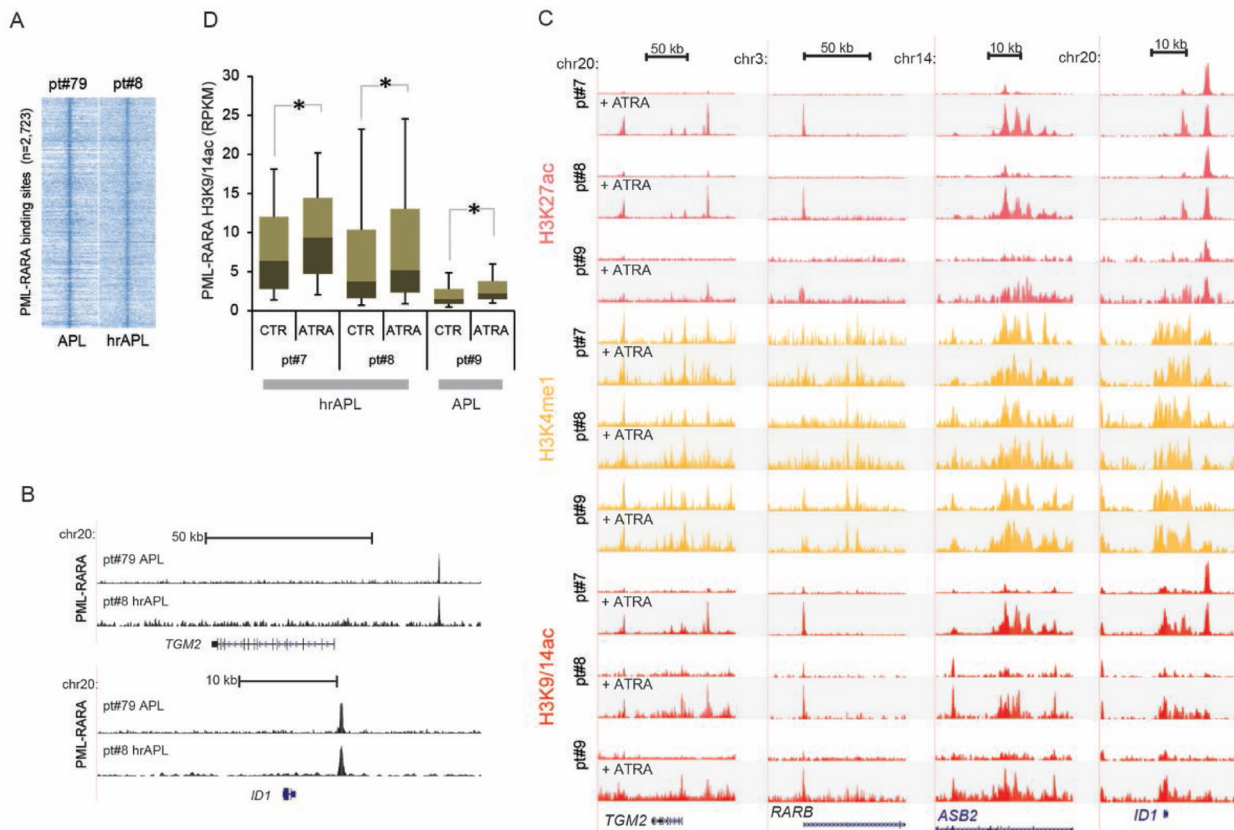 A
pt#79 pt#8
PML-RARA binding sites (n=2,723)
APL hrAPL
D
PML-RARA H3K9/14ac (RPKM)
30
25
20
15
10
5
0
* * *
CTR ATRA CTR ATRA CTR ATRA
pt#7 pt#8 pt#9
hrAPL APL
B
chr20: 50 kb
PML-RARA
pt#79 APL
pt#8 hrAPL
TGM2
chr20: 10 kb
PML-RARA
pt#79 APL
pt#8 hrAPL
ID1
C
chr20: 50 kb chr3: 50 kb chr14: 10 kb chr20: 10 kb
H3K27ac
pt#7
+ ATRA
pt#8
+ ATRA
pt#9
+ ATRA
H3K4me1
pt#7
+ ATRA
pt#8
+ ATRA
pt#9
+ ATRA
H3K9/14ac
pt#7
+ ATRA
pt#8
+ ATRA
pt#9
+ ATRA
TGM2 RARB ASB2 ID1